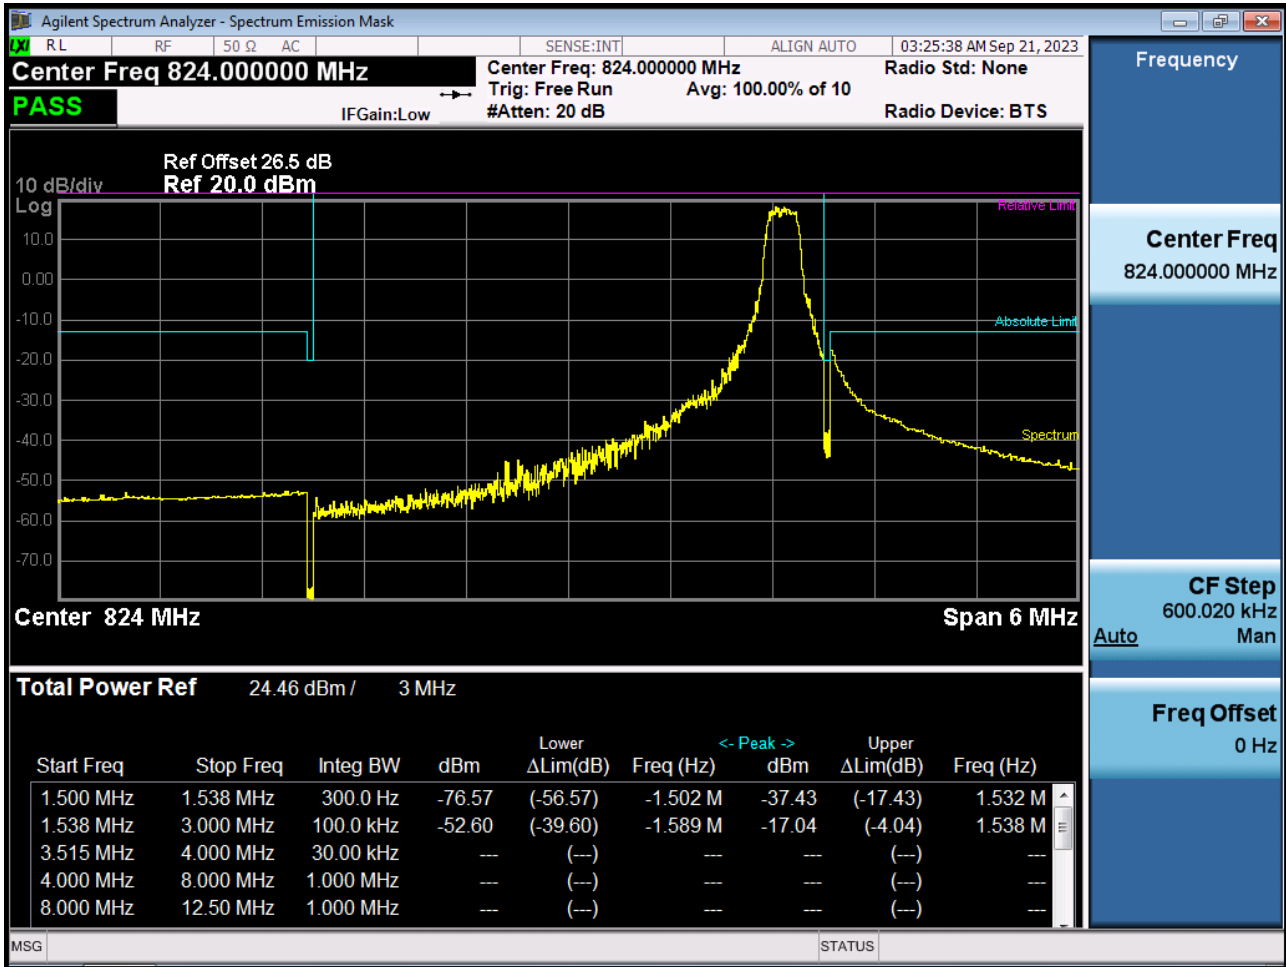 Agilent Spectrum Analyzer - Spectrum Emission Mask
LXI RL RF 50 Ω AC SENSE:INT ALIGN AUTO 03:25:38 AM Sep 21, 2023
Center Freq 824.000000 MHz
Center Freq: 824.000000 MHz Radio Std: None
Trig: Free Run Avg: 100.00% of 10
PASS IFGain:Low #Atten: 20 dB Radio Device: BTS
Ref Offset 26.5 dB
10 dB/div Ref 20.0 dBm
Log
Relative Limit
10.0
0.00
-10.0
Absolute Limit
-20.0
-30.0
-40.0
Spectrum
-50.0
-60.0
-70.0
Center 824 MHz Span 6 MHz
Total Power Ref 24.46 dBm / 3 MHz
Lower <- Peak -> Upper
Start Freq Stop Freq Integ BW dBm ΔLim(dB) Freq (Hz) dBm ΔLim(dB) Freq (Hz)
1.500 MHz 1.538 MHz 300.0 Hz -76.57 (-56.57) -1.502 M -37.43 (-17.43) 1.532 M
1.538 MHz 3.000 MHz 100.0 kHz -52.60 (-39.60) -1.589 M -17.04 (-4.04) 1.538 M
3.515 MHz 4.000 MHz 30.00 kHz --- (---) --- --- (---) ---
4.000 MHz 8.000 MHz 1.000 MHz --- (---) --- --- (---) ---
8.000 MHz 12.50 MHz 1.000 MHz --- (---) --- --- (---) ---
MSG STATUS
Frequency
Center Freq
824.000000 MHz
CF Step
600.020 kHz
Auto Man
Freq Offset
0 Hz